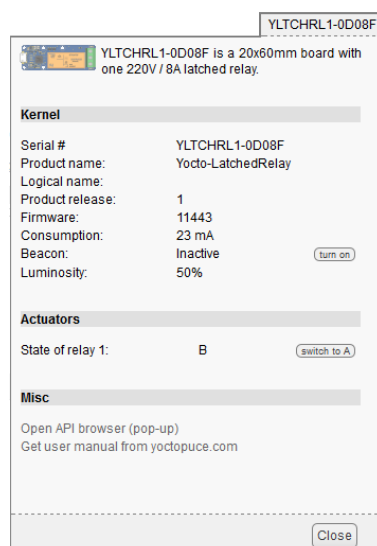 YLTCHRL1-0D08F
YLTCHRL1-0D08F is a 20x60mm board with
one 220V / 8A latched relay.
Kernel
Serial # YLTCHRL1-0D08F
Product name: Yocto-LatchedRelay
Logical name:
Product release: 1
Firmware: 11443
Consumption: 23 mA
Beacon: Inactive turn on
Luminosity: 50%
Actuators
State of relay 1: B switch to A
Misc
Open API browser (pop-up)
Get user manual from yoctopuce.com
Close